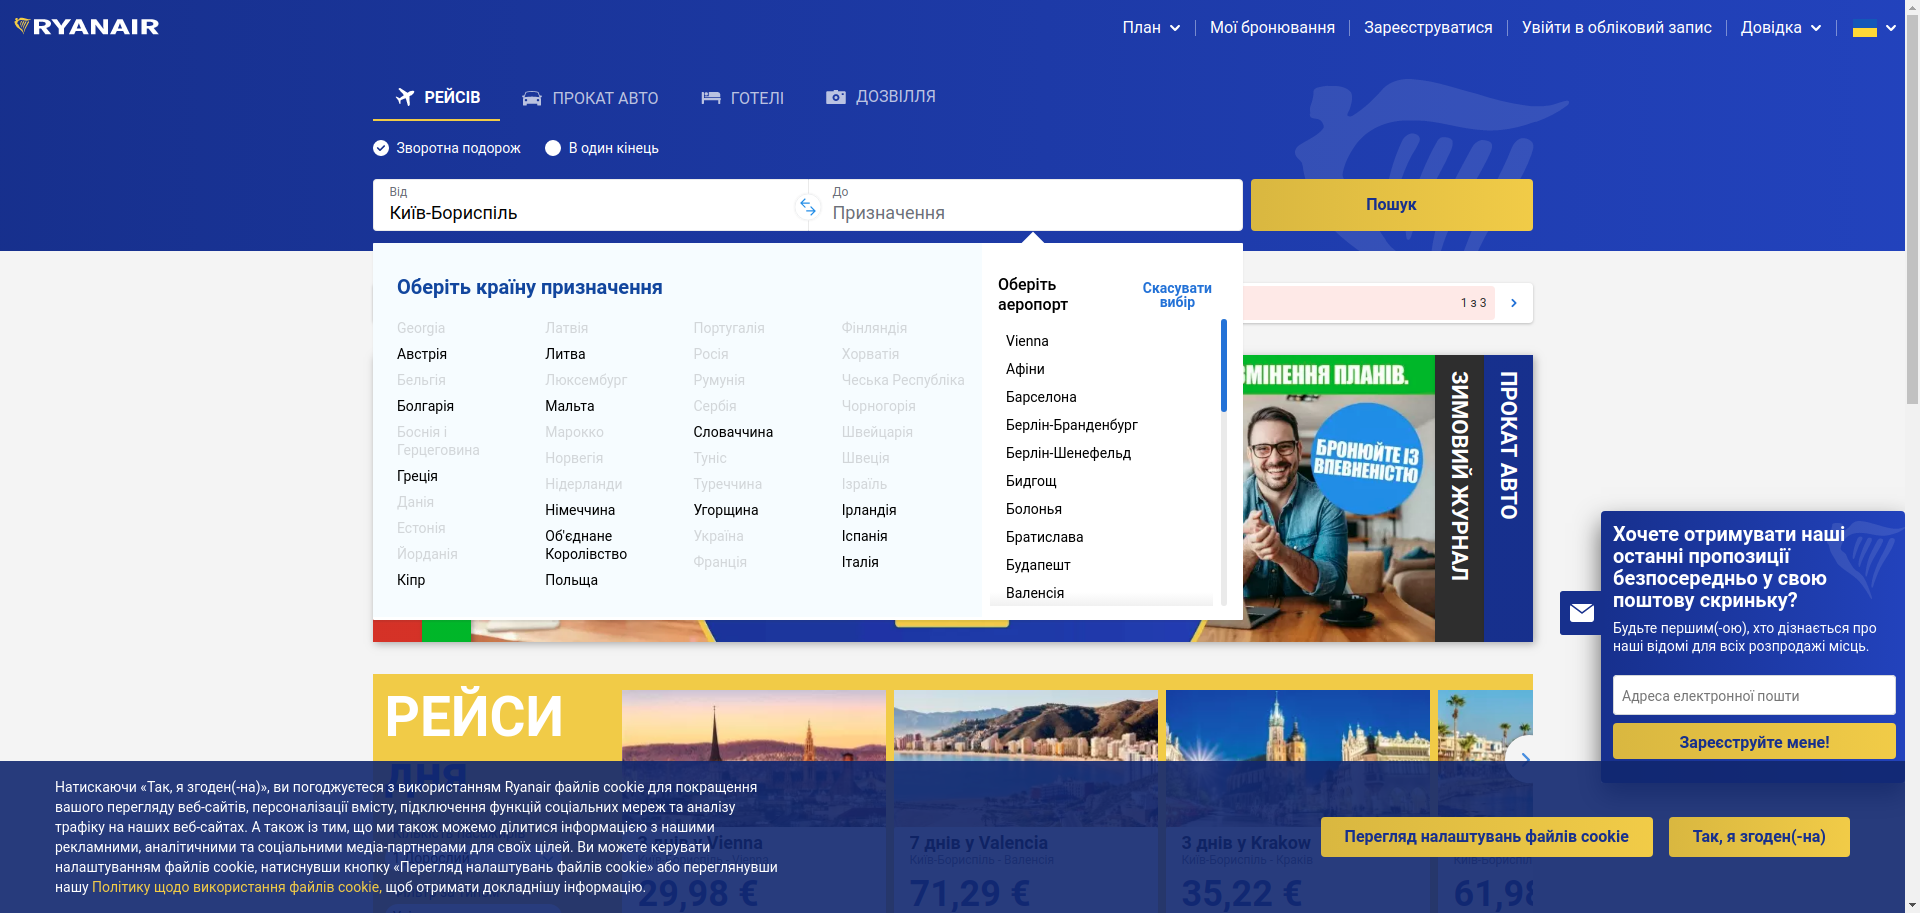 RYANAIR
План
Мої бронювання
Зареєструватися
Увійти в обліковий запис
Довідка
РЕЙСІВ
ПРОКАТ АВТО
ГОТЕЛІ
ДОЗВІЛЛЯ
Зворотна подорож
В один кінець
Від
Київ-Бориспіль
До
Призначення
Пошук
Оберіть країну призначення
Georgia
Австрія
Бельгія
Болгарія
Боснія і
Герцеговина
Греція
Данія
Естонія
Йорданія
Кіпр
Латвія
Литва
Люксембург
Мальта
Марокко
Норвегія
Нідерланди
Німеччина
Об'єднане
Королівство
Польща
Португалія
Росія
Румунія
Сербія
Словаччина
Туніс
Туреччина
Угорщина
Україна
Франція
Фінляндія
Хорватія
Чеська Республіка
Чорногорія
Швейцарія
Швеція
Ізраїль
Ірландія
Іспанія
Італія
Оберіть
аеропорт
Скасувати
вибір
Vienna
Афіни
Барселона
Берлін-Бранденбург
Берлін-Шенефельд
Бидгощ
Болонья
Братислава
Будапешт
Валенсія
1 з 3
ЗМІНЕННЯ ПЛАНІВ.
БРОНЮЙТЕ ІЗ
ВПЕВНЕНІСТЮ
ЗИМОВИЙ ЖУРНАЛ
ПРОКАТ АВТО
Хочете отримувати наші
останні пропозиції
безпосередньо у свою
поштову скриньку?
Будьте першим(-ою), хто дізнається про
наші відомі для всіх розпродажі місць.
Адреса електронної пошти
Зареєструйте мене!
РЕЙСИ
ДНЯ
Vienna
29,98 €
7 днів у Valencia
Київ-Бориспіль - Валенсія
71,29 €
3 днів у Krakow
Київ-Бориспіль - Краків
35,22 €
61,98
Натискаючи «Так, я згоден(-на)», ви погоджуєтеся з використанням Ryanair файлів cookie для покращення
вашого перегляду веб-сайтів, персоналізації вмісту, підключення функцій соціальних мереж та аналізу
трафіку на наших веб-сайтах. А також із тим, що ми також можемо ділитися інформацією з нашими
рекламними, аналітичними та соціальними медіа-партнерами для своїх цілей. Ви можете керувати
налаштуванням файлів cookie, натиснувши кнопку «Перегляд налаштувань файлів cookie» або переглянувши
нашу Політику щодо використання файлів cookie, щоб отримати докладнішу інформацію.
Перегляд налаштувань файлів cookie
Так, я згоден(-на)